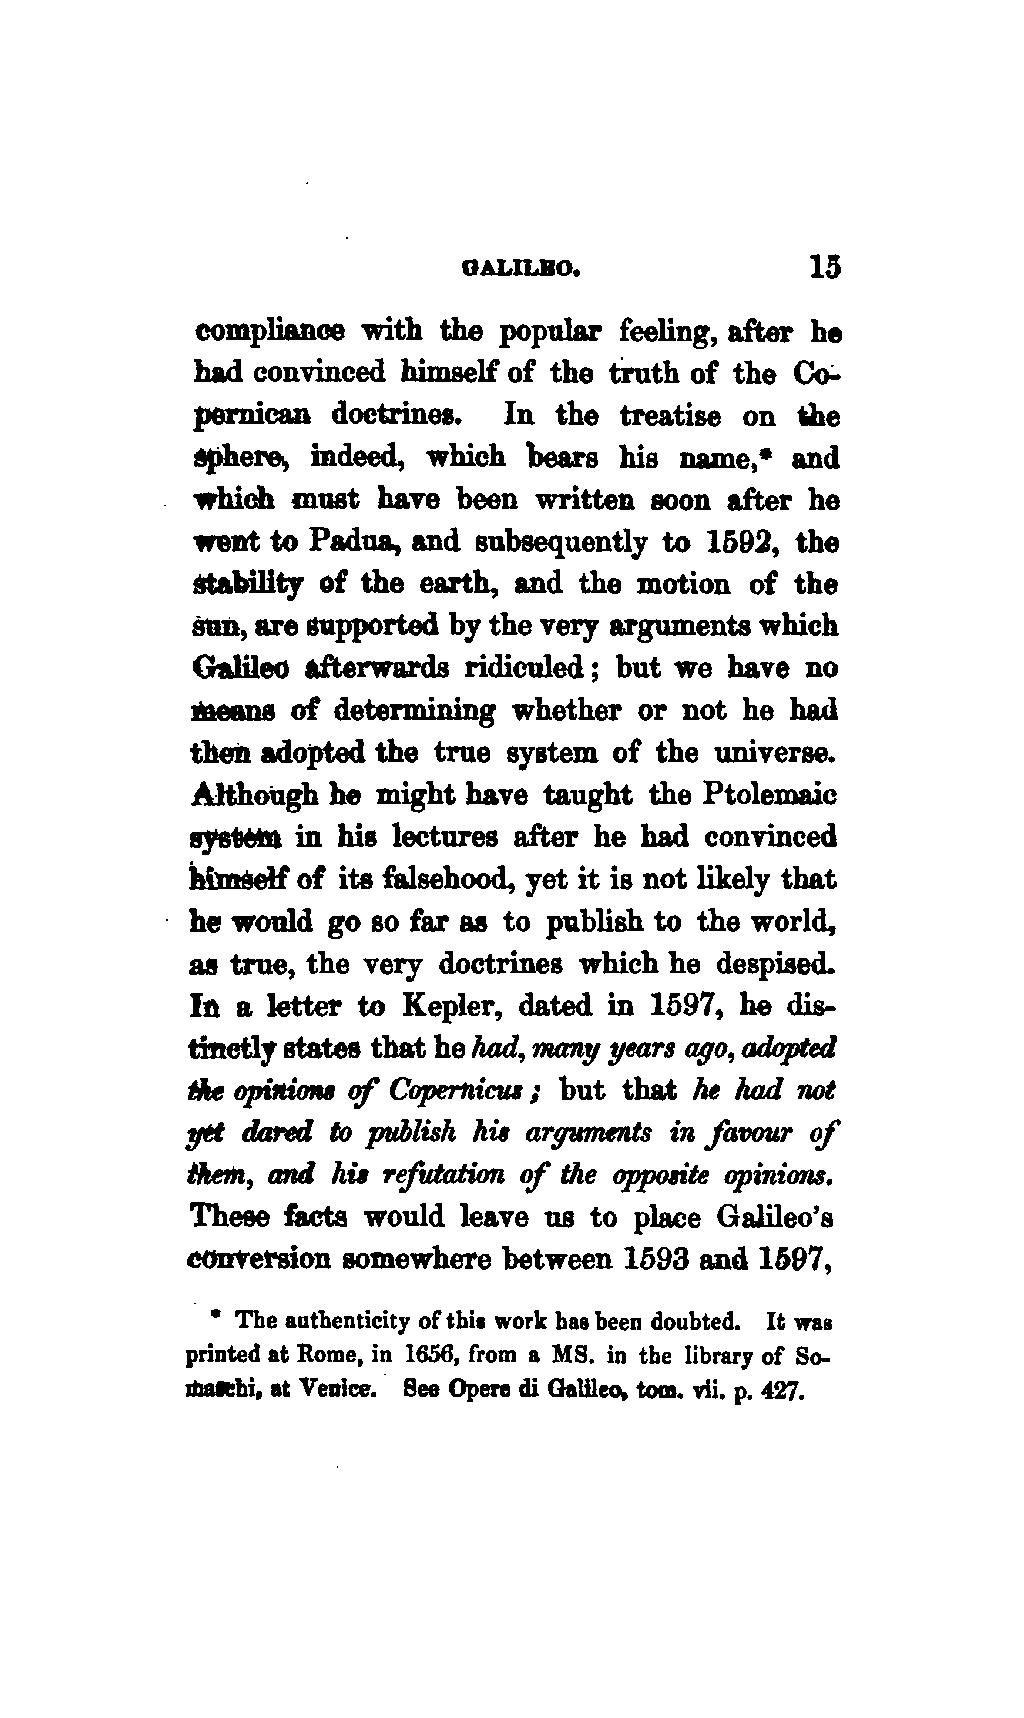 GALILEO. 15
compliance with the popular feeling, after he
had convinced himself of the truth of the Co-
pernican doctrines. In the treatise on the
sphere, indeed, which bears his name,* and
which must have been written soon after he
went to Padua, and subsequently to 1592, the
stability of the earth, and the motion of the
sun, are supported by the very arguments which
Galileo afterwards ridiculed; but we have no
means of determining whether or not he had
then adopted the true system of the universe.
Although he might have taught the Ptolemaic
system in his lectures after he had convinced
himself of its falsehood, yet it is not likely that
he would go so far as to publish to the world,
as true, the very doctrines which he despised.
In a letter to Kepler, dated in 1597, he dis-
tinctly states that he had, many years ago, adopted
the opinions of Copernicus; but that he had not
yet dared to publish his arguments in favour of
them, and his refutation of the opposite opinions.
These facts would leave us to place Galileo's
conversion somewhere between 1593 and 1597,
* The authenticity of this work has been doubted. It was
printed at Rome, in 1656, from a MS. in the library of So-
maschi, at Venice. See Opere di Galileo, tom. vii. p. 427.